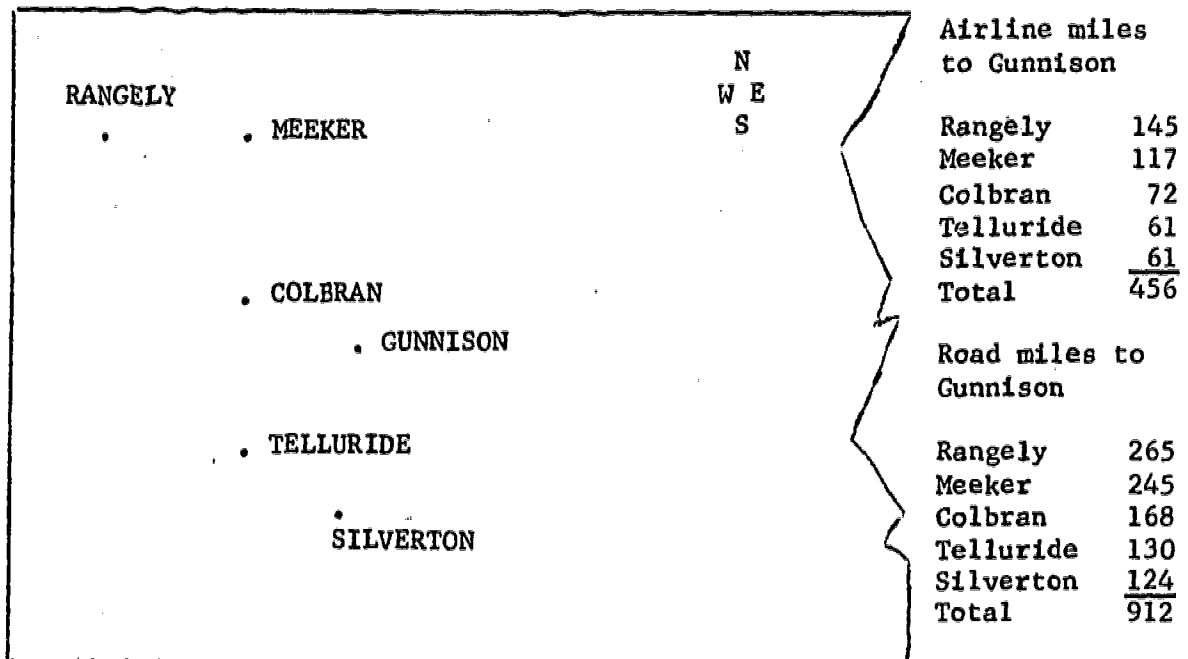 N
RANGELY
W E
MEEKER
S
COLBRAN
GUNNISON
TELLURIDE
SILVERTON
Airline miles
to Gunnison
Rangely 145
Meeker 117
Colbran 72
Telluride 61
Silverton 61
Total 456
Road miles to
Gunnison
Rangely 265
Meeker 245
Colbran 168
Telluride 130
Silverton 124
Total 912